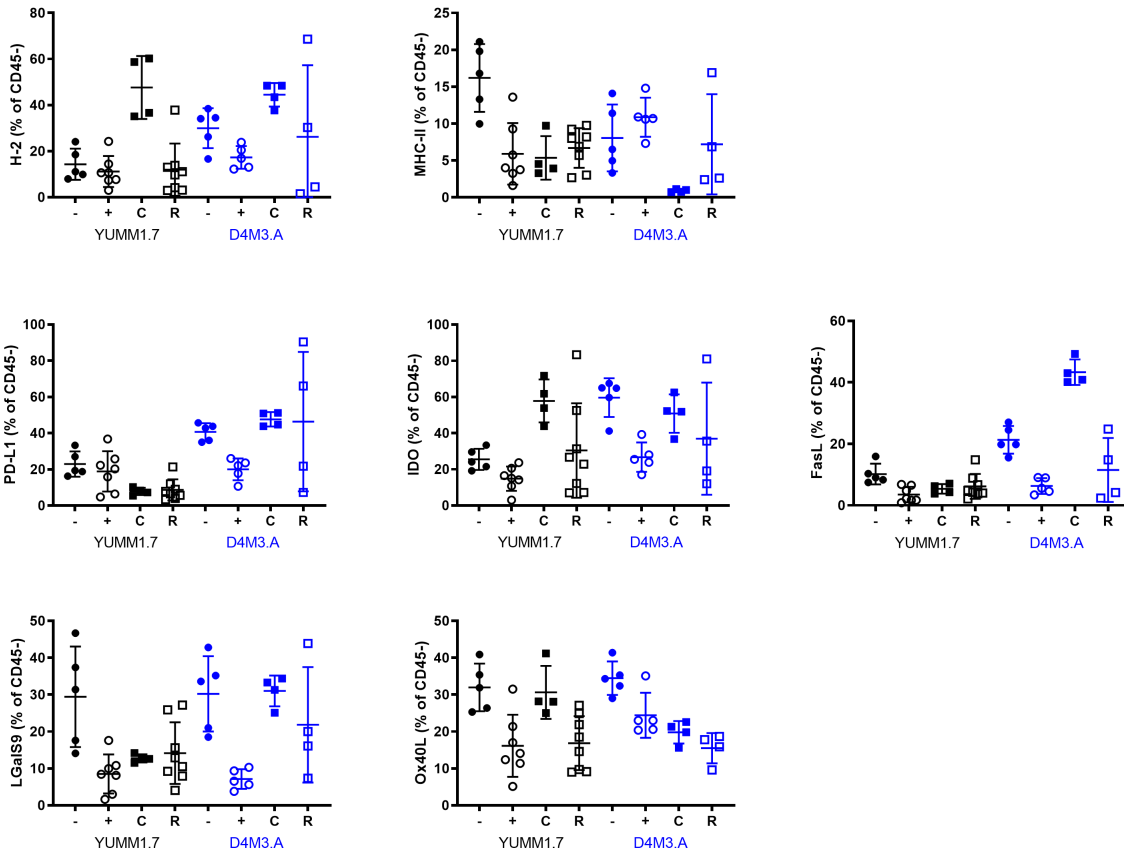 H-2 (% of CD45-)
80
60
40
20
0
- + C R - + C R
YUMM1.7 D4M3.A
MHC-II (% of CD45-)
25
20
15
10
5
0
- + C R - + C R
YUMM1.7 D4M3.A
PD-L1 (% of CD45-)
100
80
60
40
20
0
- + C R - + C R
YUMM1.7 D4M3.A
IDO (% of CD45-)
100
80
60
40
20
0
- + C R - + C R
YUMM1.7 D4M3.A
FasL (% of CD45-)
60
40
20
0
- + C R - + C R
YUMM1.7 D4M3.A
LGalS9 (% of CD45-)
50
40
30
20
10
0
- + C R - + C R
YUMM1.7 D4M3.A
Ox40L (% of CD45-)
50
40
30
20
10
0
- + C R - + C R
YUMM1.7 D4M3.A